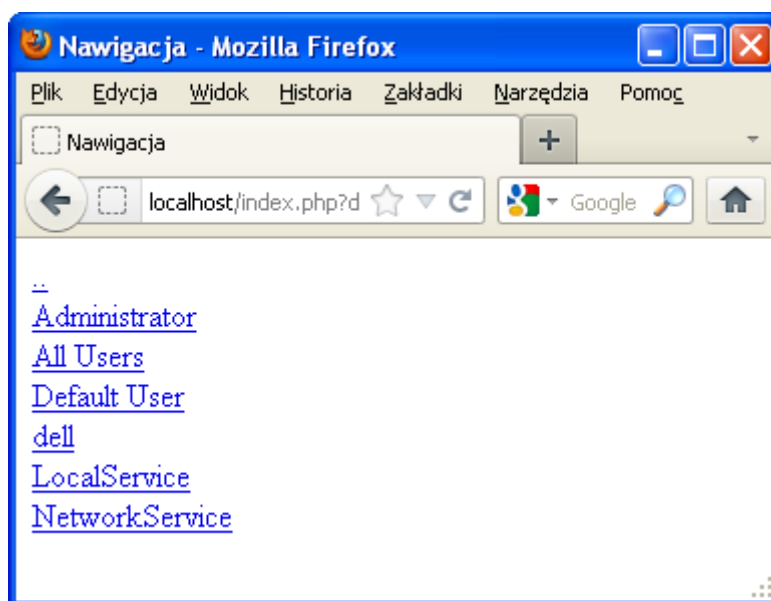 Nawigacja - Mozilla Firefox
Plik Edycja Widok Historia Zakładki Narzędzia Pomoc
Nawigacja
localhost/index.php?d Google
..
Administrator
All Users
Default User
dell
LocalService
NetworkService